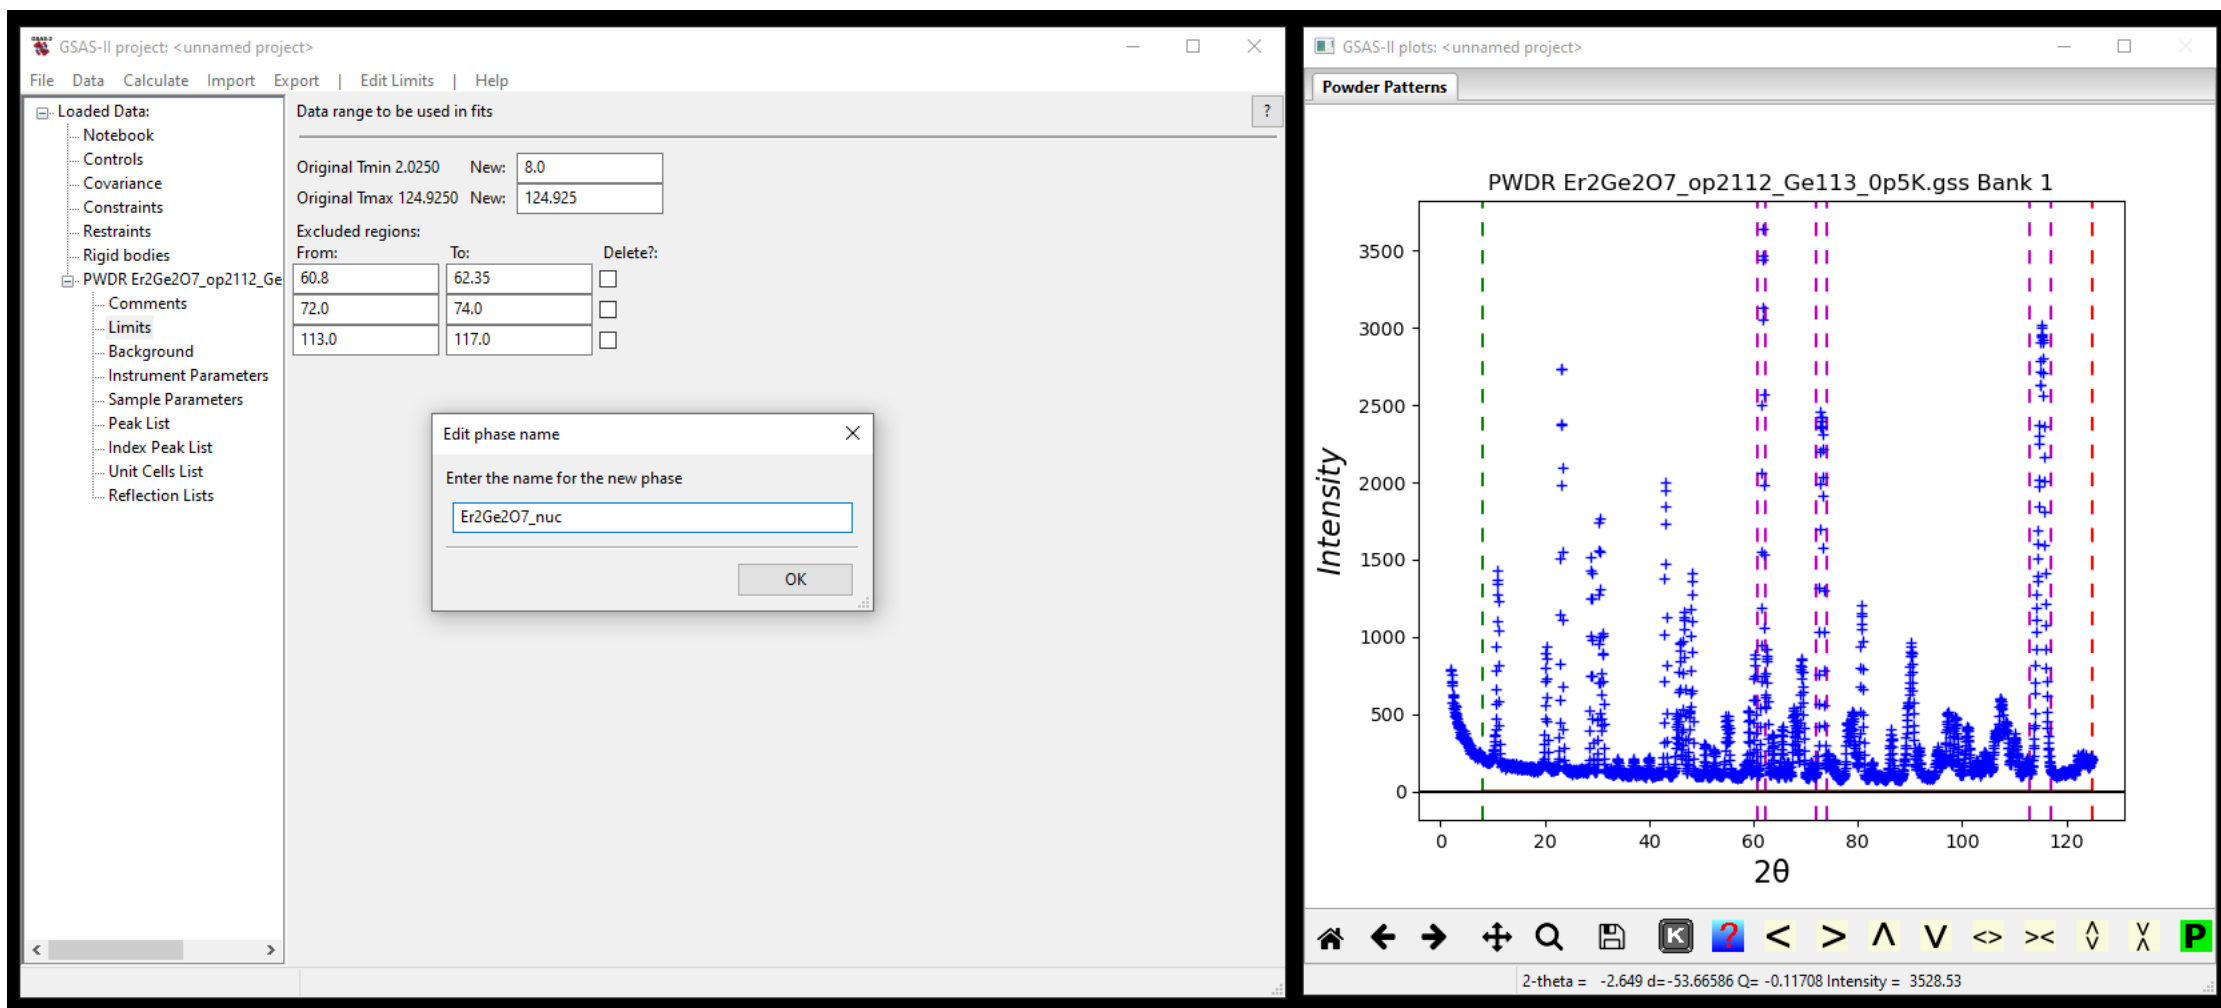 GSAS-II project: <unnamed project>
File Data Calculate Import Export | Edit Limits | Help
Loaded Data:
Notebook
Controls
Covariance
Constraints
Restraints
Rigid bodies
PWDR Er2Ge2O7_op2112_Ge
Comments
Limits
Background
Instrument Parameters
Sample Parameters
Peak List
Index Peak List
Unit Cells List
Reflection Lists
Data range to be used in fits
?
Original Tmin 2.0250 New: 8.0
Original Tmax 124.9250 New: 124.925
Excluded regions:
From: To: Delete?:
60.8 62.35
72.0 74.0
113.0 117.0
Edit phase name
Enter the name for the new phase
Er2Ge2O7_nuc
OK
GSAS-II plots: <unnamed project>
Powder Patterns
PWDR Er2Ge2O7_op2112_Ge113_0p5K.gss Bank 1
Intensity
3500
3000
2500
2000
1500
1000
500
0
0 20 40 60 80 100 120
2θ
K ? < > Λ V <> >< P
2-theta = -2.649 d=-53.66586 Q= -0.11708 Intensity = 3528.53